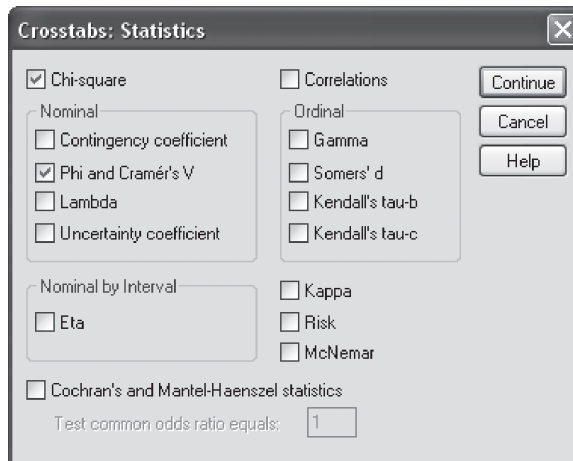 Crosstabs: Statistics
Chi-square
Correlations
Continue
Nominal
Ordinal
Contingency coefficient
Gamma
Cancel
Phi and Cramér's V
Somers' d
Help
Lambda
Kendall's tau-b
Uncertainty coefficient
Kendall's tau-c
Nominal by Interval
Kappa
Eta
Risk
McNemar
Cochran's and Mantel-Haenszel statistics
Test common odds ratio equals: 1